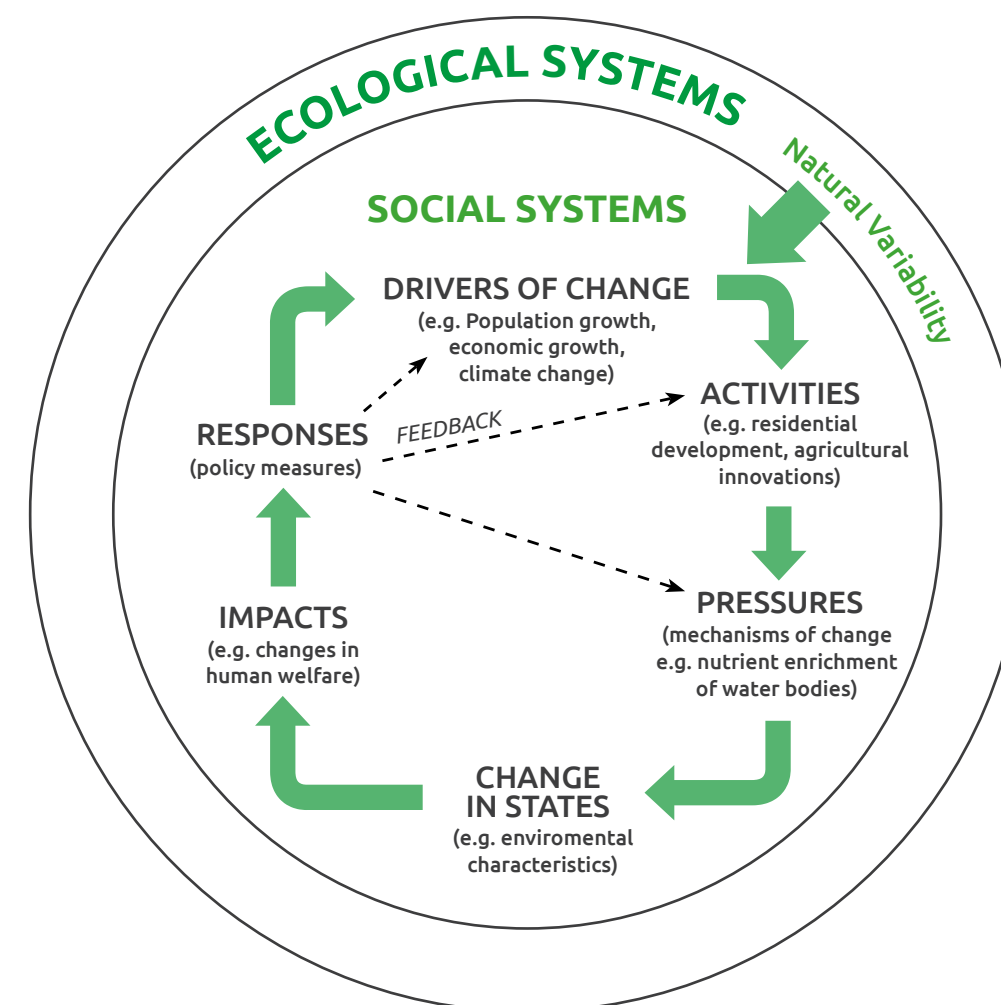 ECOLOGICAL SYSTEMS
Natural Variability
SOCIAL SYSTEMS
DRIVERS OF CHANGE
(e.g. Population growth,
economic growth,
climate change)
ACTIVITIES
(e.g. residential
development, agricultural
innovations)
FEEDBACK
RESPONSES
(policy measures)
PRESSURES
(mechanisms of change
e.g. nutrient enrichment
of water bodies)
IMPACTS
(e.g. changes in
human welfare)
CHANGE
IN STATES
(e.g. enviromental
characteristics)